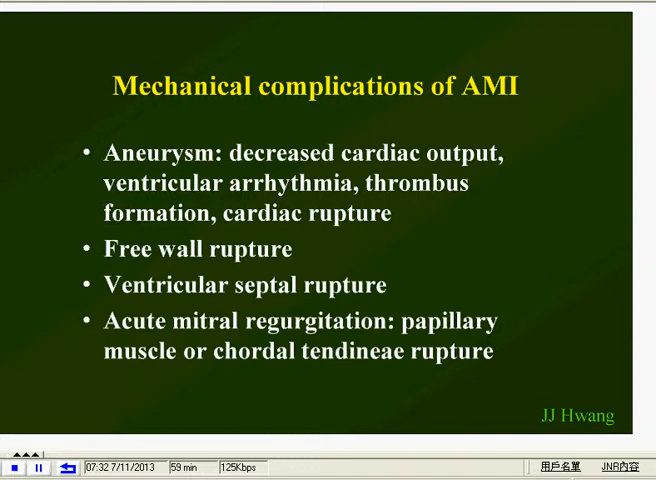 Mechanical complications of AMI
• Aneurysm: decreased cardiac output,
ventricular arrhythmia, thrombus
formation, cardiac rupture
• Free wall rupture
• Ventricular septal rupture
• Acute mitral regurgitation: papillary
muscle or chordal tendineae rupture
JJ Hwang
07:32 7/11/2013 59 min 125Kbps 用戶名單 JNR內容